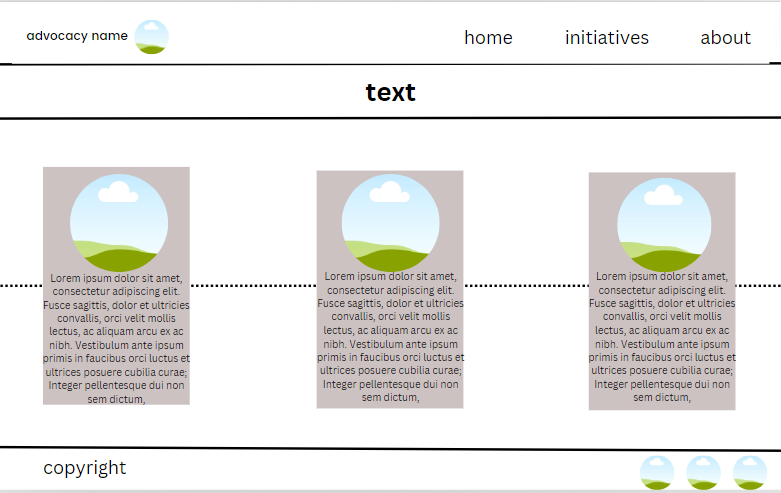 advocacy name
home
initiatives
about
text
Lorem ipsum dolor sit amet,
consectetur adipiscing elit.
Fusce sagittis, dolor et ultricies
convallis, orci velit mollis
lectus, ac aliquam arcu ex ac
nibh. Vestibulum ante ipsum
primis in faucibus orci luctus et
ultrices posuere cubilia curae;
Integer pellentesque dui non
sem dictum,
Lorem ipsum dolor sit amet,
consectetur adipiscing elit.
Fusce sagittis, dolor et ultricies
convallis, orci velit mollis
lectus, ac aliquam arcu ex ac
nibh. Vestibulum ante ipsum
primis in faucibus orci luctus et
ultrices posuere cubilia curae;
Integer pellentesque dui non
sem dictum,
Lorem ipsum dolor sit amet,
consectetur adipiscing elit.
Fusce sagittis, dolor et ultricies
convallis, orci velit mollis
lectus, ac aliquam arcu ex ac
nibh. Vestibulum ante ipsum
primis in faucibus orci luctus et
ultrices posuere cubilia curae;
Integer pellentesque dui non
sem dictum,
copyright